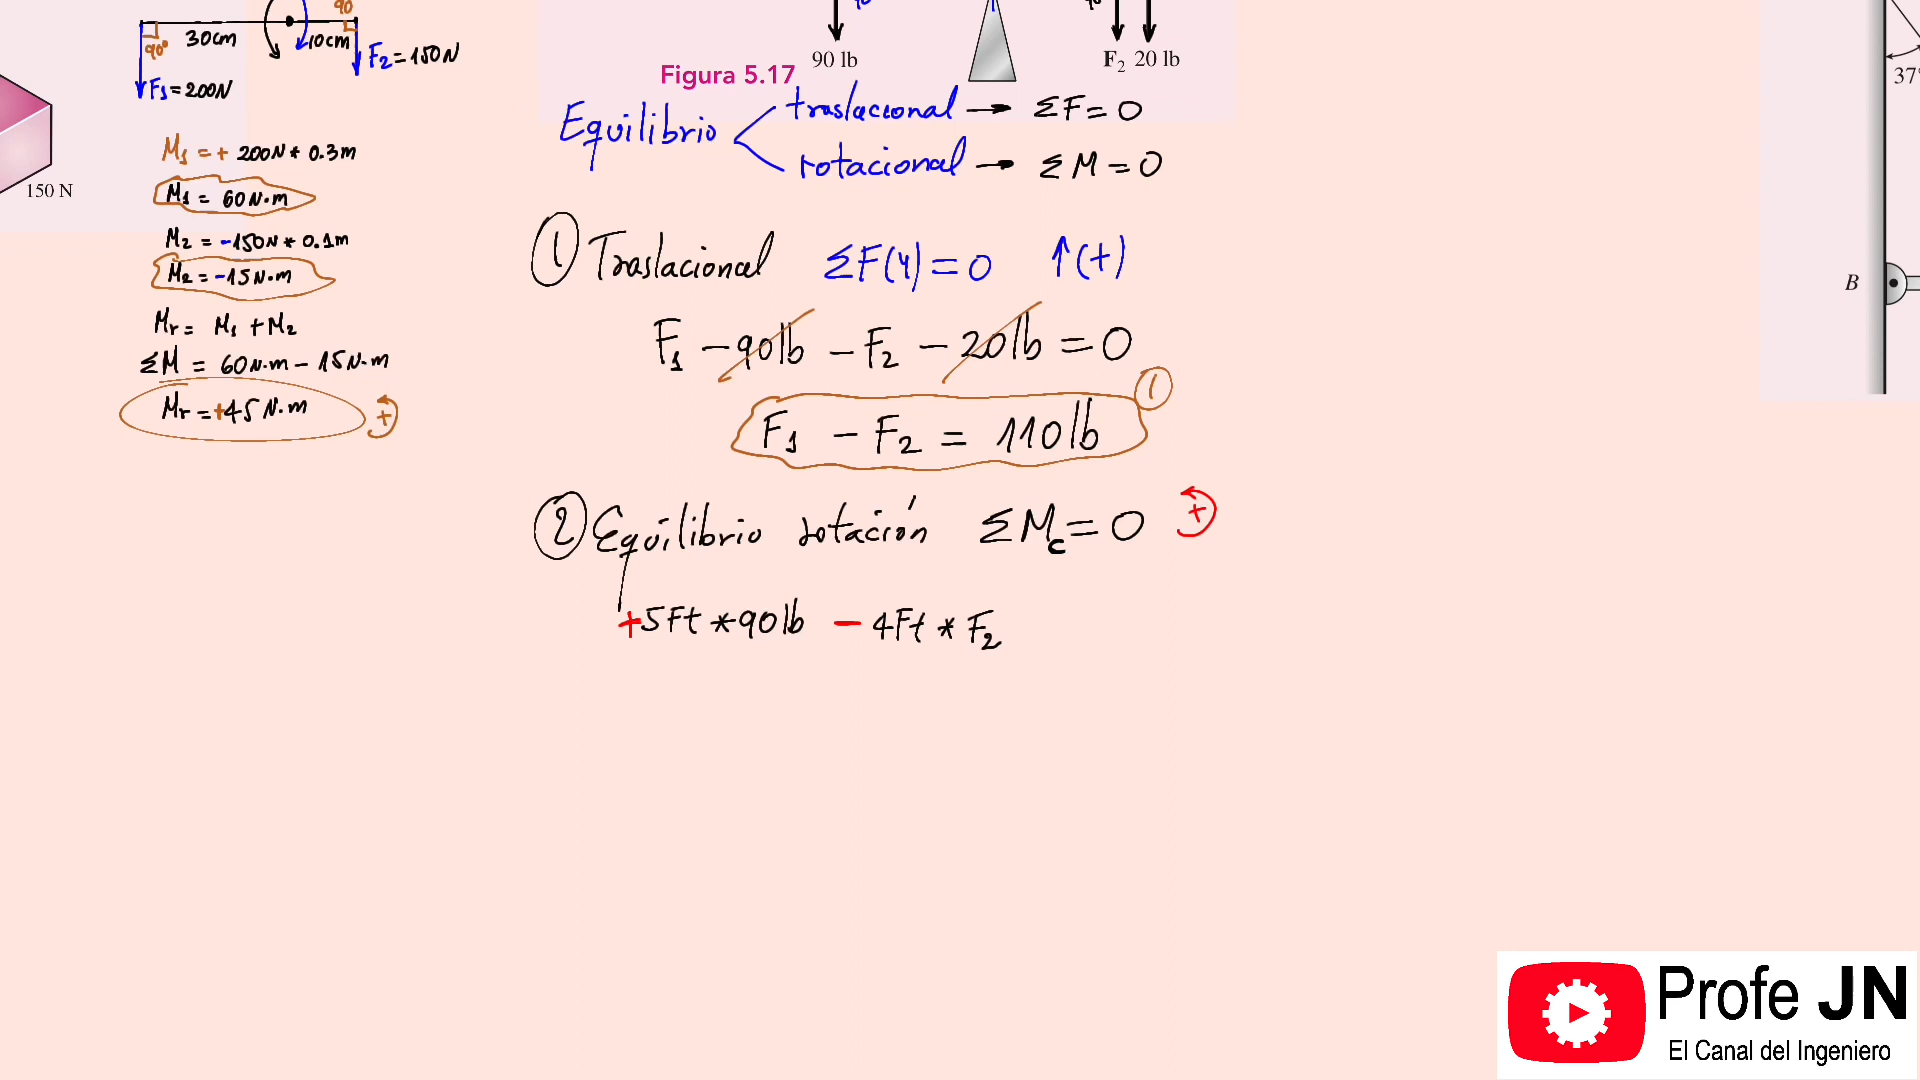 90
90°
30cm
10cm
F2 = 150N
F1 = 200N
M1 = + 200N * 0.3m
M1 = 60N·m
M2 = -150N * 0.1m
M2 = -15N·m
Mr = M1 + M2
ΣM = 60N·m - 15N·m
Mr = +45N·m
+
150 N
90 lb
F2 20 lb
Figura 5.17
Equilibrio
traslacional → ΣF = 0
rotacional → ΣM = 0
① Traslacional ΣF(y) = 0 ↑(+)
F1 - 90lb - F2 - 20lb = 0
F1 - F2 = 110lb ①
② Equilibrio rotación ΣMc = 0 +
+5Ft * 90lb - 4Ft * F2
37°
B
Profe JN
El Canal del Ingeniero